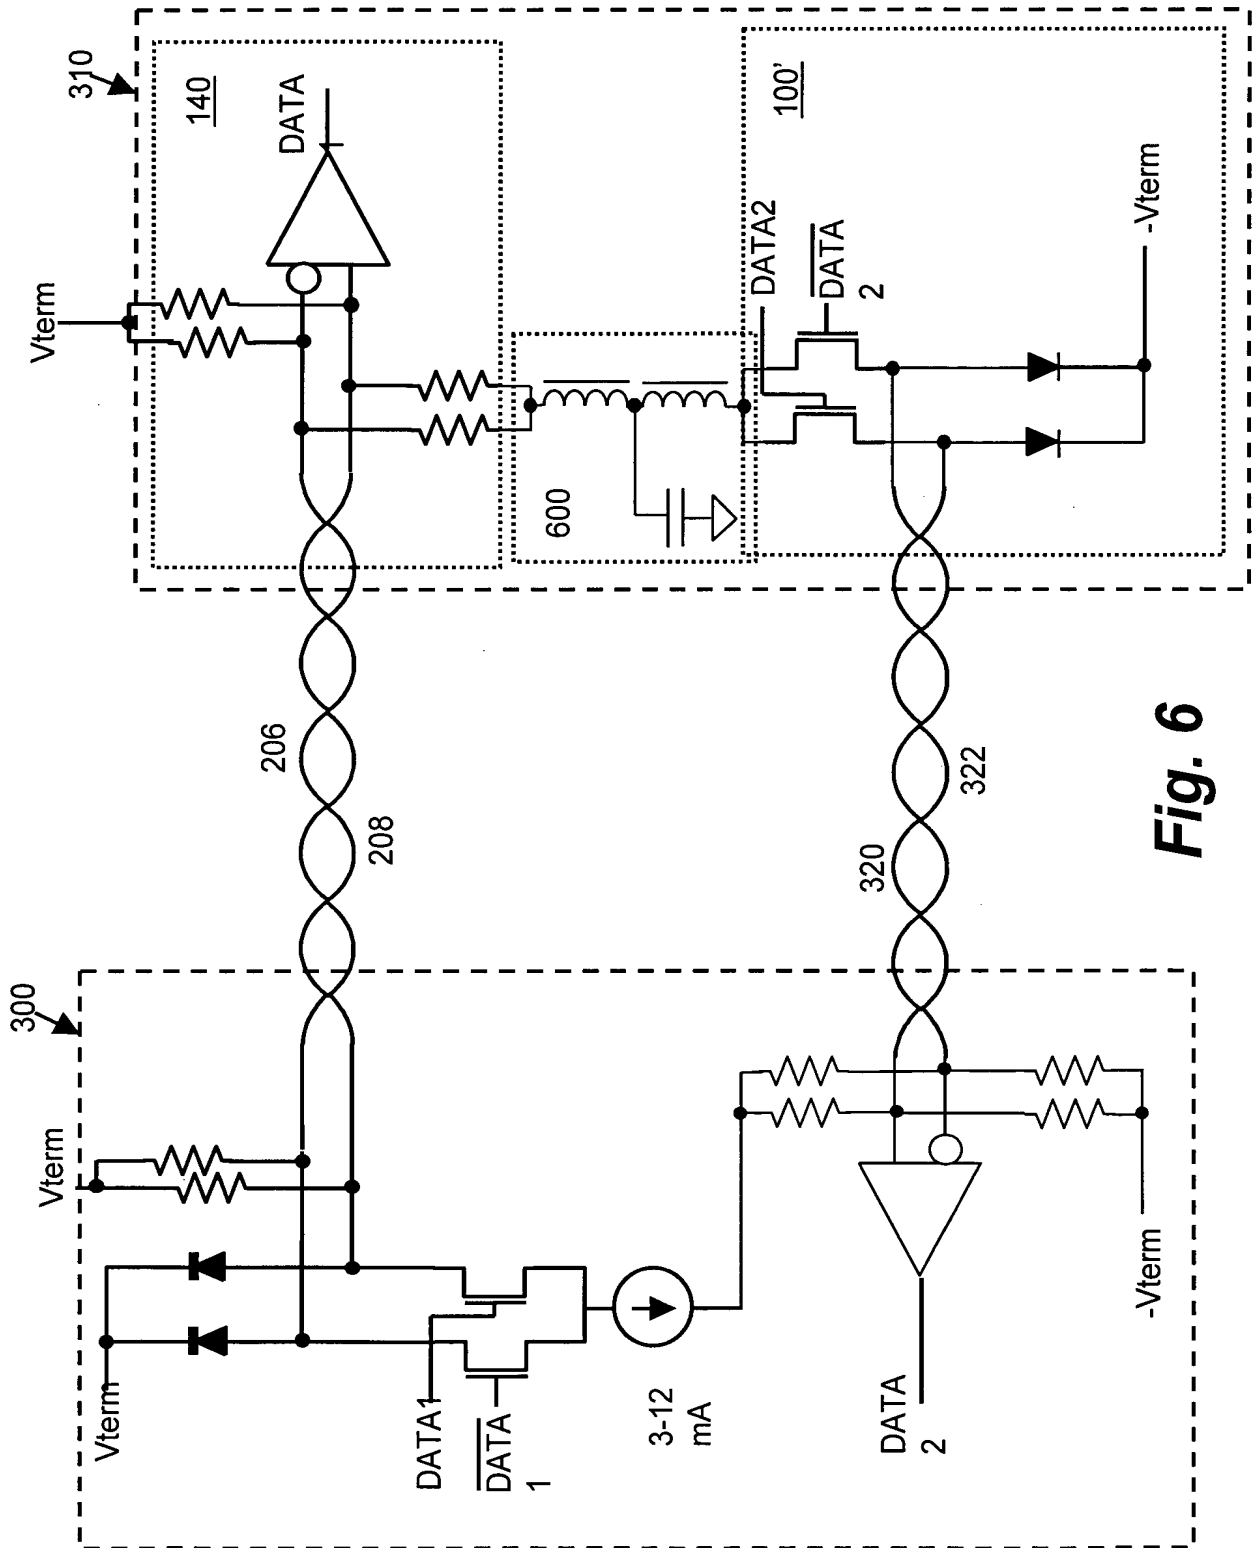 310
140
DATA
Vterm
100'
DATA2
DATA
2
-Vterm
600
206
208
320
322
Fig. 6
300
Vterm
Vterm
DATA1
DATA
1
3-12
mA
DATA
2
-Vterm